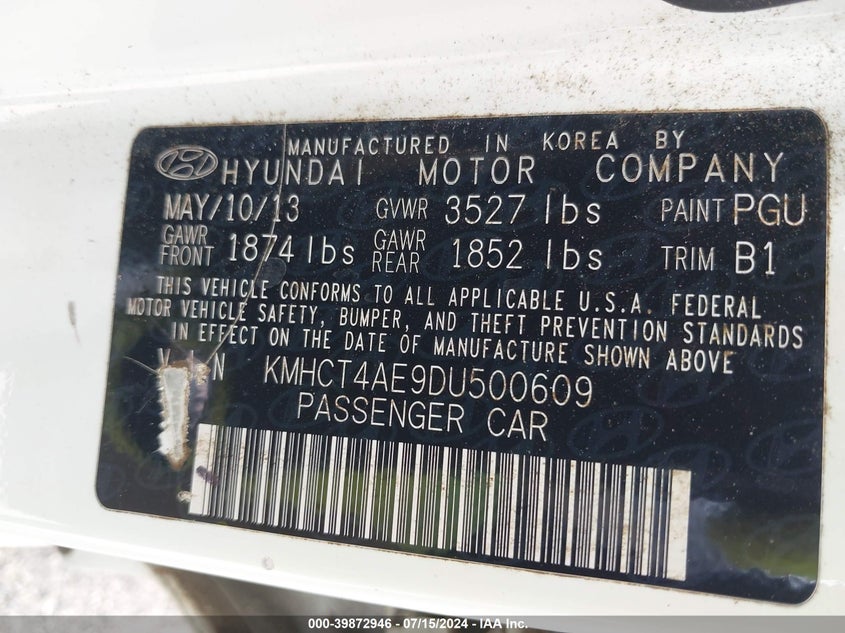 MANUFACTURED IN KOREA BY
HYUNDAI MOTOR COMPANY
MAY/10/13 GVWR 3527 lbs PAINT PGU
GAWR FRONT 1874 lbs GAWR REAR 1852 lbs TRIM B1
THIS VEHICLE CONFORMS TO ALL APPLICABLE U.S.A. FEDERAL
MOTOR VEHICLE SAFETY, BUMPER, AND THEFT PREVENTION STANDARDS
IN EFFECT ON THE DATE OF MANUFACTURE SHOWN ABOVE
V N KMHCT4AE9DU500609
PASSENGER CAR
000-39872946 - 07/15/2024 - IAA Inc.